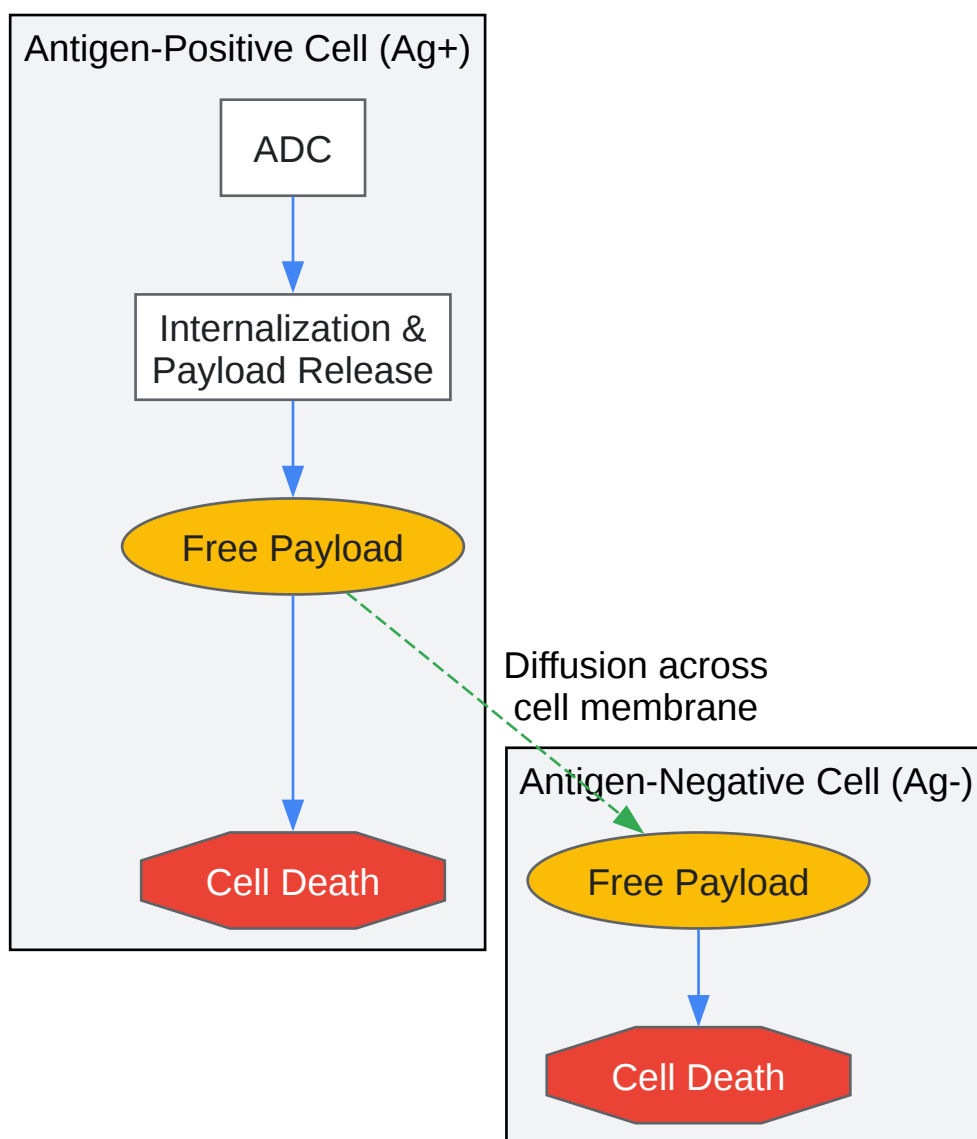 Antigen-Positive Cell (Ag+)
ADC
Internalization &
Payload Release
Free Payload
Diffusion across
cell membrane
Antigen-Negative Cell (Ag-)
Cell Death
Free Payload
Cell Death